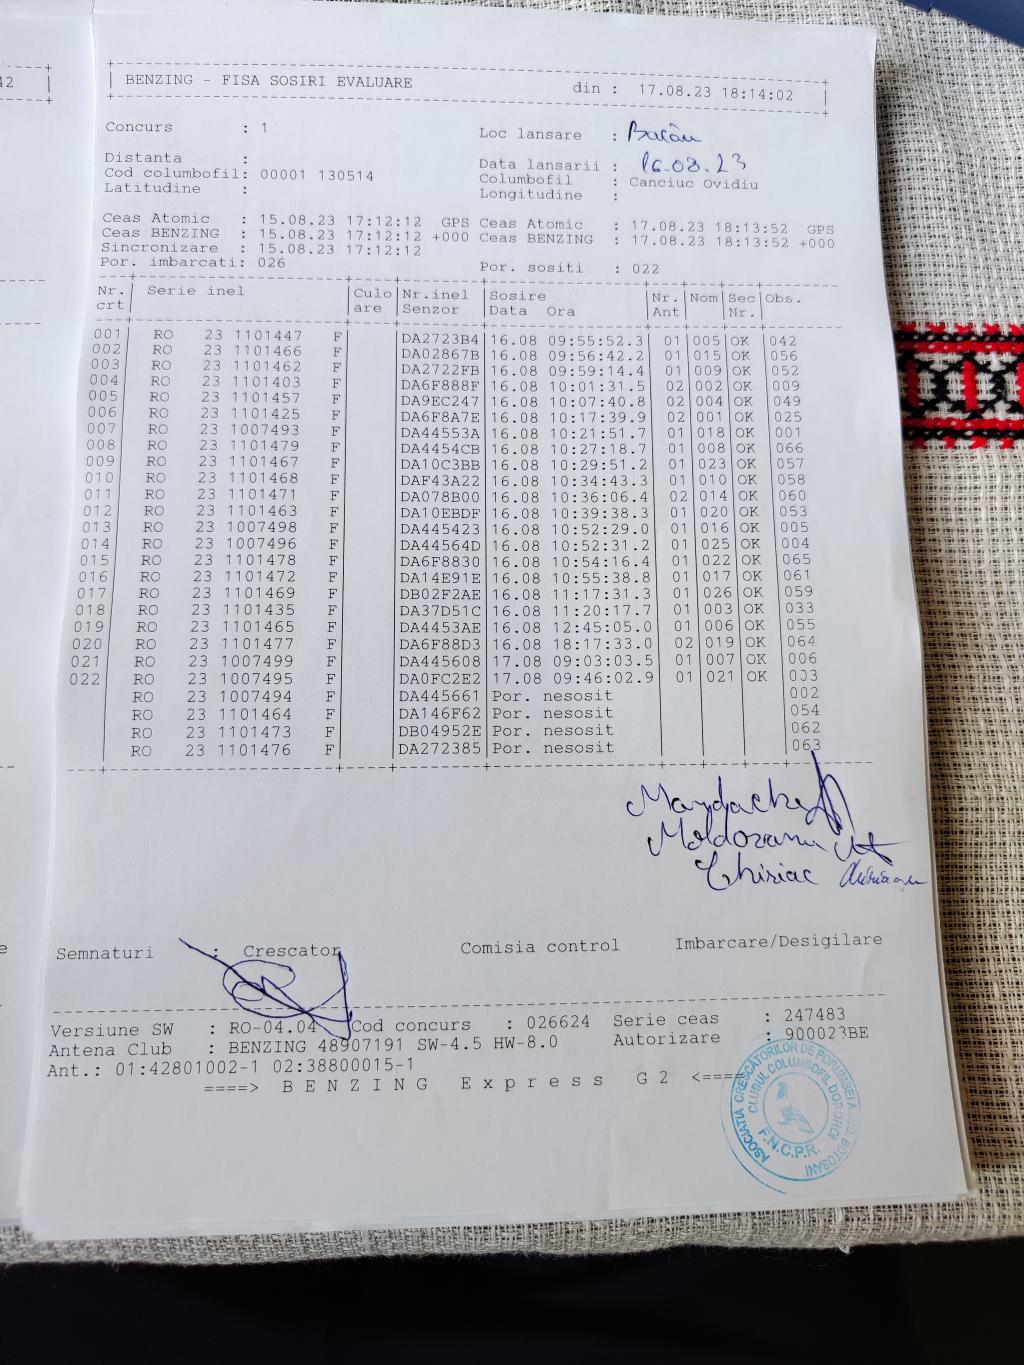 42
BENZING - FISA SOSIRI EVALUARE din : 17.08.23 18:14:02
Concurs : 1 Loc lansare : Bacău
Distanta : Data lansarii : 16.08.23
Cod columbofil: 00001 130514 Columbofil : Canciuc Ovidiu
Latitudine : Longitudine :
Ceas Atomic : 15.08.23 17:12:12 GPS Ceas Atomic : 17.08.23 18:13:52 GPS
Ceas BENZING : 15.08.23 17:12:12 +000 Ceas BENZING : 17.08.23 18:13:52 +000
Sincronizare : 15.08.23 17:12:12
Por. imbarcati: 026 Por. sositi : 022
Nr. Serie inel Culo Nr.inel Sosire Nr. Nom Sec Obs.
crt are Senzor Data Ora Ant Nr.
001 RO 23 1101447 F DA2723B4 16.08 09:55:52.3 01 005 OK 042
002 RO 23 1101466 F DA02867B 16.08 09:56:42.2 01 015 OK 056
003 RO 23 1101462 F DA2722FB 16.08 09:59:14.4 01 009 OK 052
004 RO 23 1101403 F DA6F888F 16.08 10:01:31.5 02 002 OK 009
005 RO 23 1101457 F DA9EC247 16.08 10:07:40.8 02 004 OK 049
006 RO 23 1101425 F DA6F8A7E 16.08 10:17:39.9 02 001 OK 025
007 RO 23 1007493 F DA44553A 16.08 10:21:51.7 01 018 OK 001
008 RO 23 1101479 F DA4454CB 16.08 10:27:18.7 01 008 OK 066
009 RO 23 1101467 F DA10C3BB 16.08 10:29:51.2 01 023 OK 057
010 RO 23 1101468 F DAF43A22 16.08 10:34:43.3 01 010 OK 058
011 RO 23 1101471 F DA078B00 16.08 10:36:06.4 02 014 OK 060
012 RO 23 1101463 F DA10EBDF 16.08 10:39:38.3 01 020 OK 053
013 RO 23 1007498 F DA445423 16.08 10:52:29.0 01 016 OK 005
014 RO 23 1007496 F DA44564D 16.08 10:52:31.2 01 025 OK 004
015 RO 23 1101478 F DA6F8830 16.08 10:54:16.4 01 022 OK 065
016 RO 23 1101472 F DA14E91E 16.08 10:55:38.8 01 017 OK 061
017 RO 23 1101469 F DB02F2AE 16.08 11:17:31.3 01 026 OK 059
018 RO 23 1101435 F DA37D51C 16.08 11:20:17.7 01 003 OK 033
019 RO 23 1101465 F DA4453AE 16.08 12:45:05.0 01 006 OK 055
020 RO 23 1101477 F DA6F88D3 16.08 18:17:33.0 02 019 OK 064
021 RO 23 1007499 F DA445608 17.08 09:03:03.5 01 007 OK 006
022 RO 23 1007495 F DA0FC2E2 17.08 09:46:02.9 01 021 OK 003
RO 23 1007494 F DA445661 Por. nesosit 002
RO 23 1101464 F DA146F62 Por. nesosit 054
RO 23 1101473 F DB04952E Por. nesosit 062
RO 23 1101476 F DA272385 Por. nesosit 063
Moldovanu
Ghisiac
Semnaturi : Crescator Comisia control Imbarcare/Desigilare
Versiune SW : RO-04.04 Cod concurs : 026624 Serie ceas : 247483
Antena Club : BENZING 48907191 SW-4.5 HW-8.0 Autorizare : 900023BE
Ant.: 01:42801002-1 02:38800015-1
====> BENZING Express G2 <====
ASOCIATIA CRESCATORILOR DE PORUMBEI A JUD. BOTOSANI
CLUBUL COLUMBOFIL DOROHOI
F.N.C.P.R.